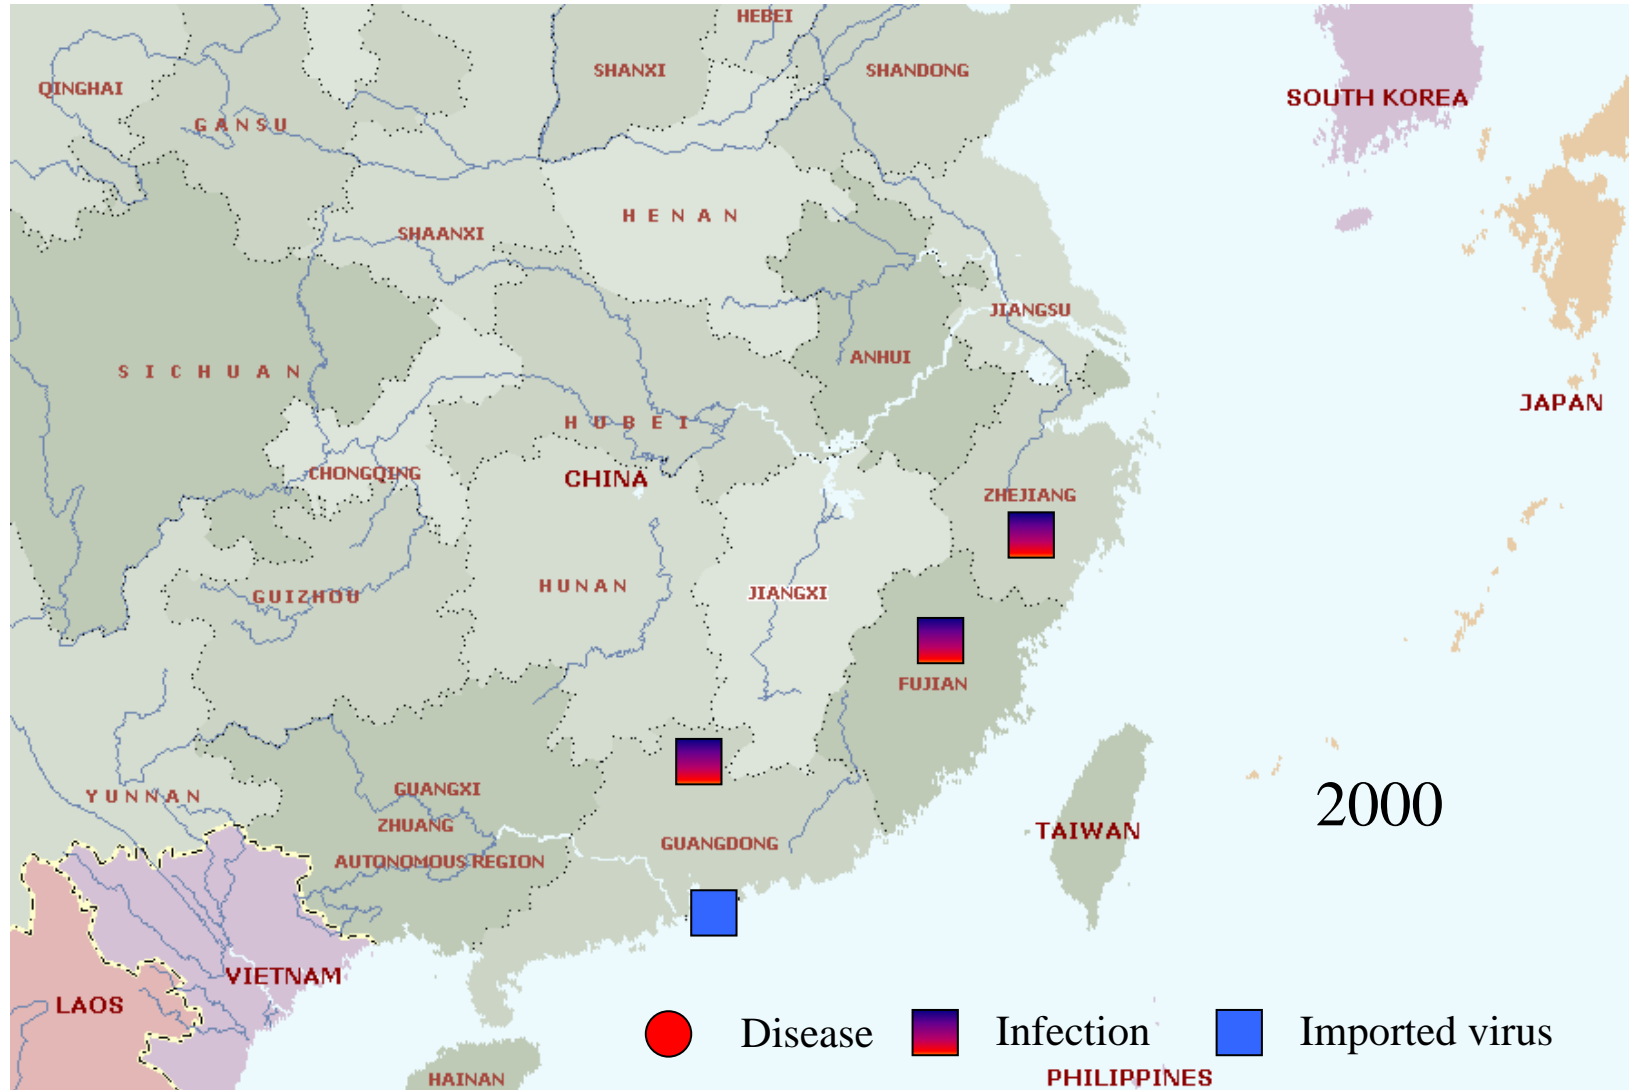 HEBEI
SHANXI
SHANDONG
QINGHAI
SOUTH KOREA
GANSU
HENAN
SHAANXI
JIANGSU
ANHUI
SICHUAN
JAPAN
HUBEI
CHONGQING
CHINA
ZHEJIANG
HUNAN
JIANGXI
GUIZHOU
FUJIAN
GUANGXI
ZHUANG
AUTONOMOUS REGION
YUNNAN
2000
TAIWAN
GUANGDONG
VIETNAM
LAOS
Disease
Infection
Imported virus
HAINAN
PHILIPPINES